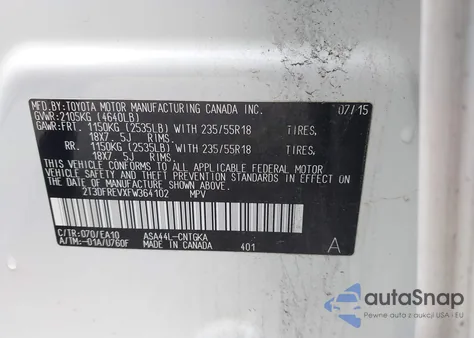 MFD.BY:TOYOTA MOTOR MANUFACTURING CANADA INC. 07/15
GVWR:2105KG (4640LB)
GAWR:FRT. 1150KG (2535LB) WITH 235/55R18 TIRES,
18X7.5J RIMS.
RR. 1150KG (2535LB) WITH 235/55R18 TIRES,
18X7.5J RIMS.
THIS VEHICLE CONFORMS TO ALL APPLICABLE FEDERAL MOTOR
VEHICLE SAFETY STANDARDS IN EFFECT ON THE DATE OF
MANUFACTURE SHOWN ABOVE.
2T3DFREVXFW364102 MPV
C/TR:070/EA10 ASA44L-CNTGKA
A/TM:-01A/U760F MADE IN CANADA 401 A
autoSnap
Pewne auta z aukcji USA - EU